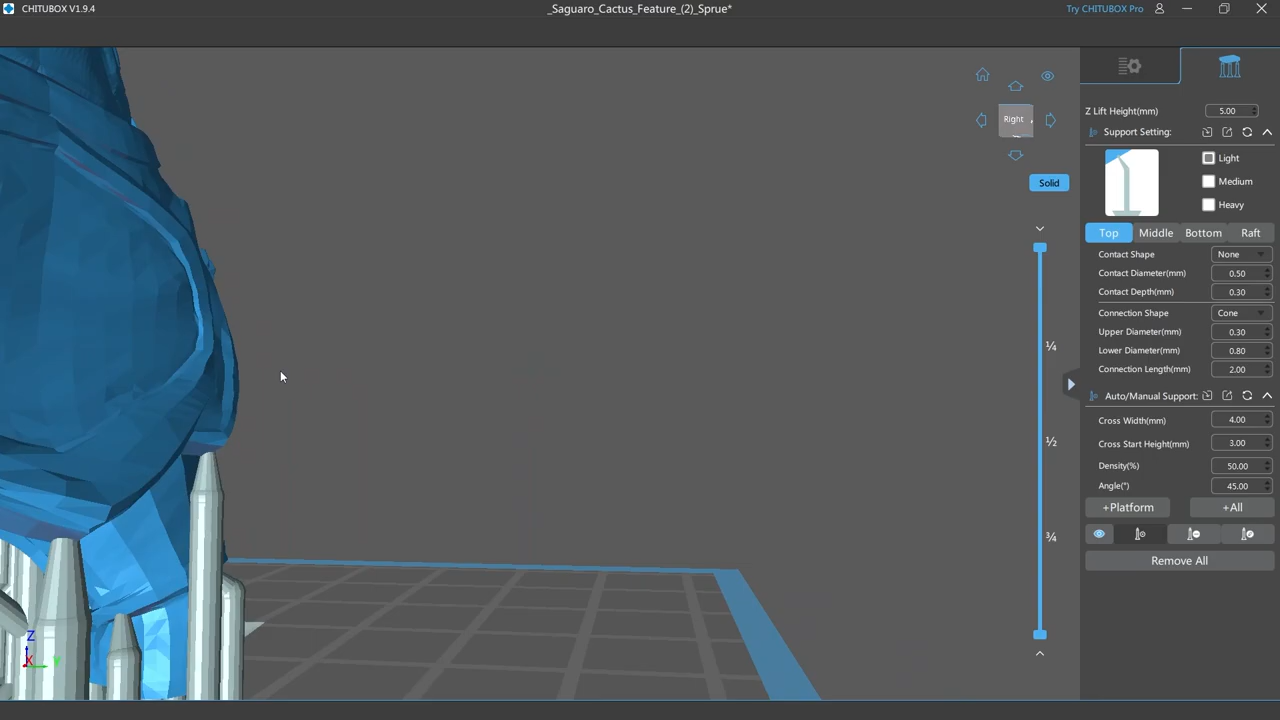 CHITUBOX V1.9.4
_Saguaro_Cactus_Feature_(2)_Sprue*
Try CHITUBOX Pro
Right
Solid
¼
½
¾
Z
X
Y
Z Lift Height(mm) 5.00
Support Setting:
Light
Medium
Heavy
Top Middle Bottom Raft
Contact Shape None
Contact Diameter(mm) 0.50
Contact Depth(mm) 0.30
Connection Shape Cone
Upper Diameter(mm) 0.30
Lower Diameter(mm) 0.80
Connection Length(mm) 2.00
Auto/Manual Support:
Cross Width(mm) 4.00
Cross Start Height(mm) 3.00
Density(%) 50.00
Angle(°) 45.00
+Platform +All
Remove All